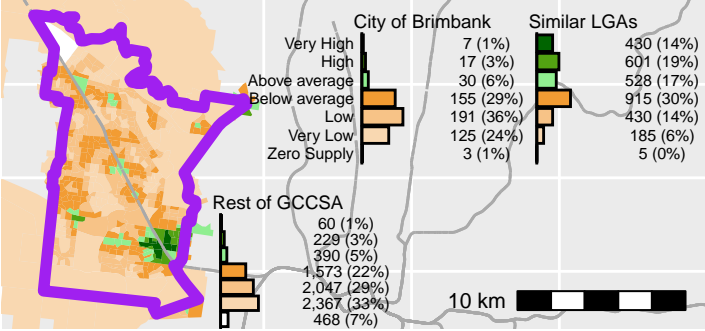 City of Brimbank Similar LGAs
Very High 7 (1%) 430 (14%)
High 17 (3%) 601 (19%)
Above average 30 (6%) 528 (17%)
Below average 155 (29%) 915 (30%)
Low 191 (36%) 430 (14%)
Very Low 125 (24%) 185 (6%)
Zero Supply 3 (1%) 5 (0%)
Rest of GCCSA
60 (1%)
229 (3%)
390 (5%)
1,573 (22%)
2,047 (29%)
2,367 (33%)
468 (7%)
10 km